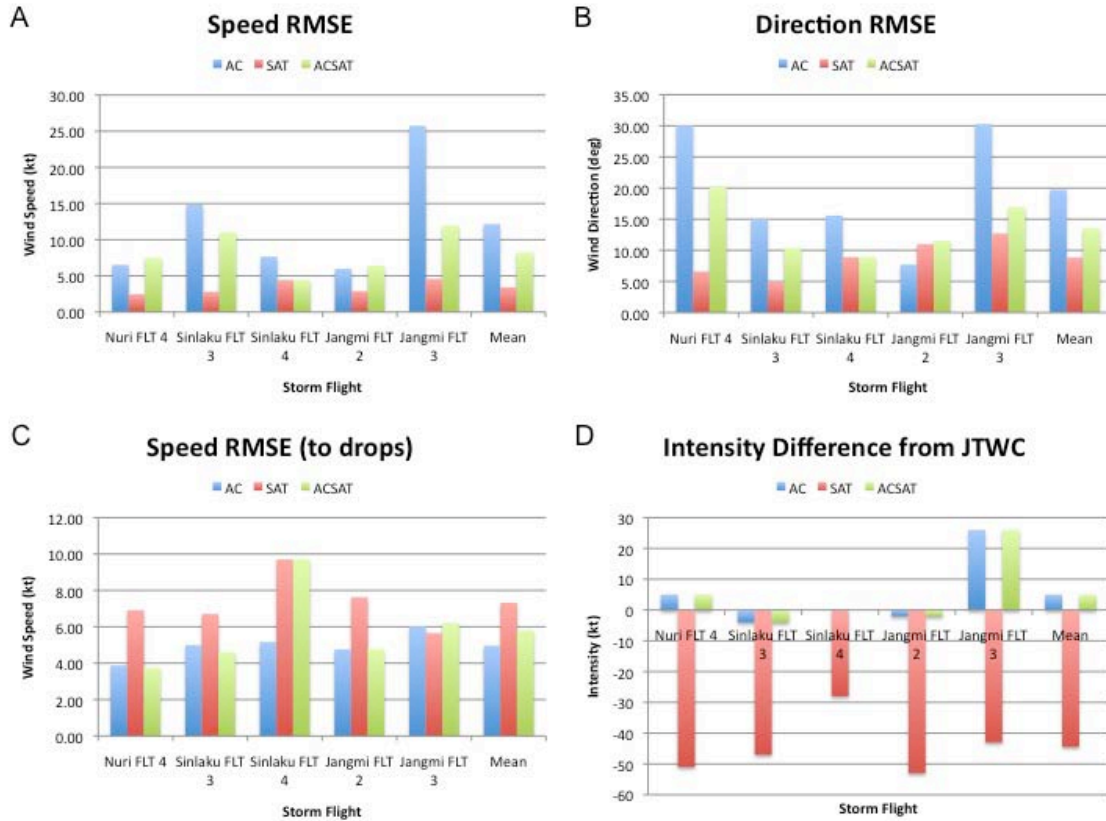 A
Speed RMSE
AC SAT ACSAT
Wind Speed (kt)
30.00
25.00
20.00
15.00
10.00
5.00
0.00
Nuri FLT 4 Sinlaku FLT Sinlaku FLT Jangmi FLT Jangmi FLT Mean
3 4 2 3
Storm Flight
B
Direction RMSE
AC SAT ACSAT
Wind Direction (deg)
35.00
30.00
25.00
20.00
15.00
10.00
5.00
0.00
Nuri FLT 4 Sinlaku FLT Sinlaku FLT Jangmi FLT Jangmi FLT Mean
3 4 2 3
Storm Flight
C
Speed RMSE (to drops)
AC SAT ACSAT
Wind Speed (kt)
12.00
10.00
8.00
6.00
4.00
2.00
0.00
Nuri FLT 4 Sinlaku FLT Sinlaku FLT Jangmi FLT Jangmi FLT Mean
3 4 2 3
Storm Flight
D
Intensity Difference from JTWC
AC SAT ACSAT
Intensity (kt)
30
20
10
0
-10
-20
-30
-40
-50
-60
Nuri FLT 4 Sinlaku FLT Sinlaku FLT Jangmi FLT Jangmi FLT Mean
3 4 2 3
Storm Flight